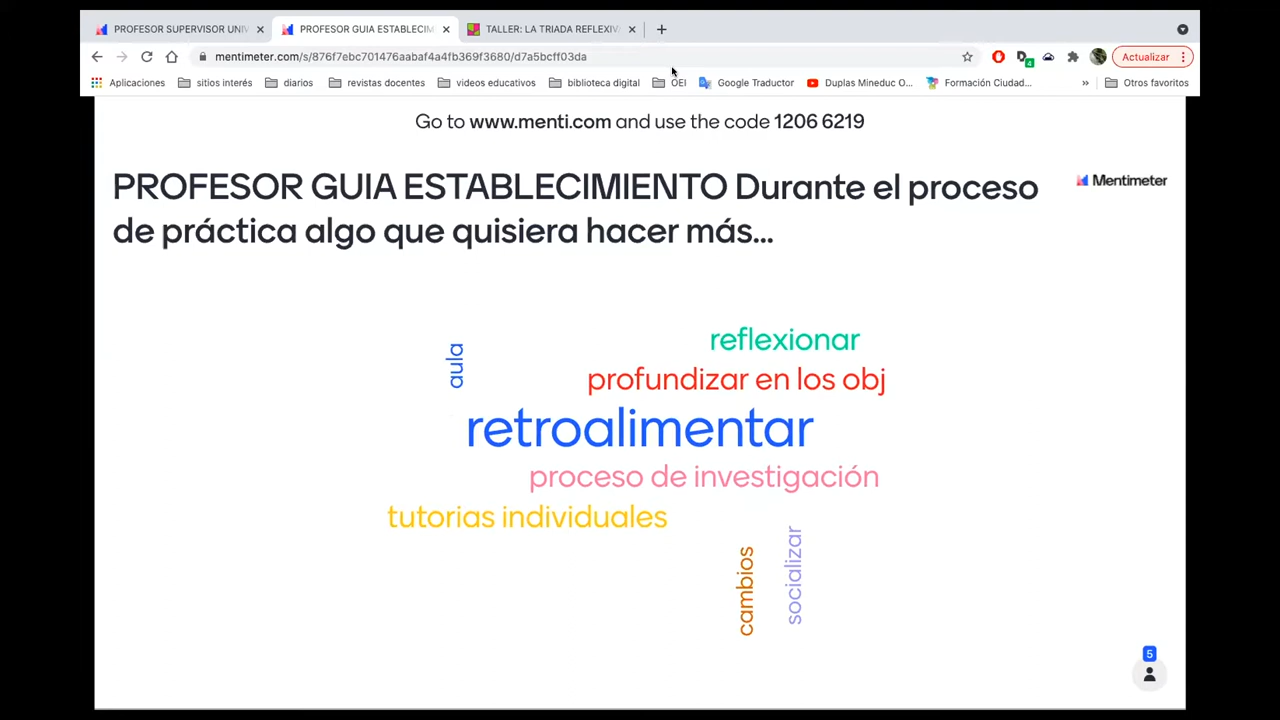 PROFESOR SUPERVISOR UNIV
PROFESOR GUIA ESTABLECIM
TALLER: LA TRIADA REFLEXIV
mentimeter.com/s/876f7ebc701476aabaf4a4fb369f3680/d7a5bcff03da
Actualizar
Aplicaciones
sitios interés
diarios
revistas docentes
videos educativos
biblioteca digital
OEI
Google Traductor
Duplas Mineduc O...
Formación Ciudad...
»
Otros favoritos
4
Go to www.menti.com and use the code 1206 6219
PROFESOR GUIA ESTABLECIMIENTO Durante el proceso
de práctica algo que quisiera hacer más...
Mentimeter
reflexionar
aula
profundizar en los obj
retroalimentar
proceso de investigación
tutorias individuales
cambios
socializar
5